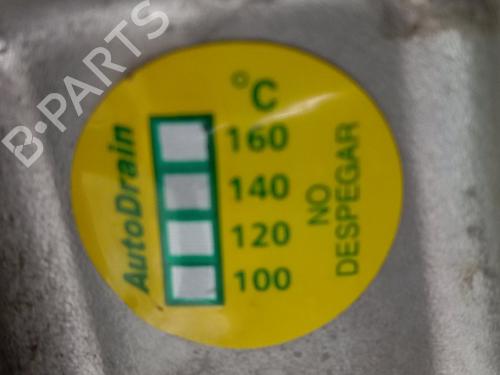 B-PARTS
AutoDrain
°C
160
140
120
100
NO
DESPEGAR